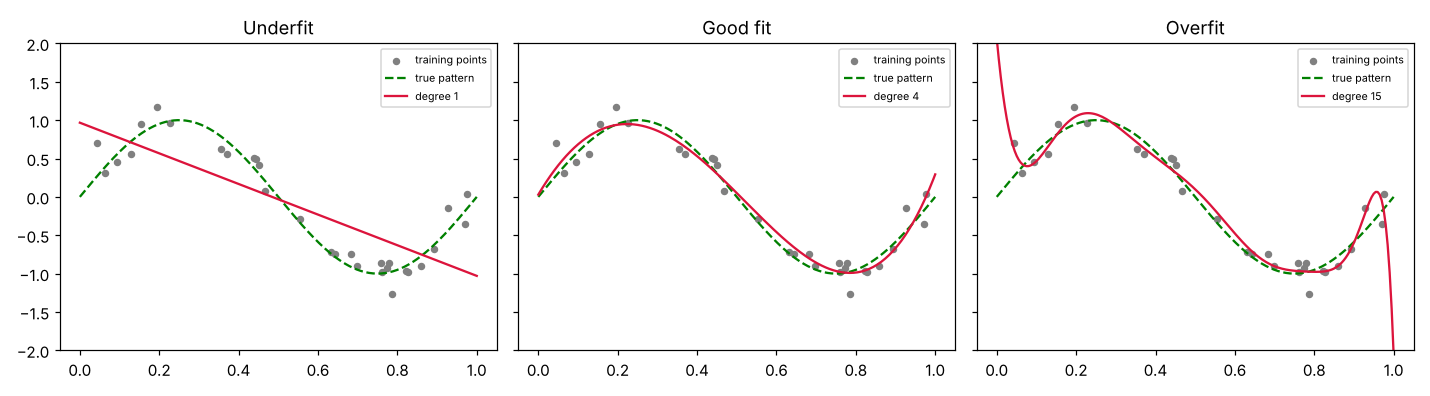 Underfit
Good fit
Overfit
2.0
1.5
1.0
0.5
0.0
−0.5
−1.0
−1.5
−2.0
training points
true pattern
degree 1
training points
true pattern
degree 4
training points
true pattern
degree 15
0.0 0.2 0.4 0.6 0.8 1.0
0.0 0.2 0.4 0.6 0.8 1.0
0.0 0.2 0.4 0.6 0.8 1.0